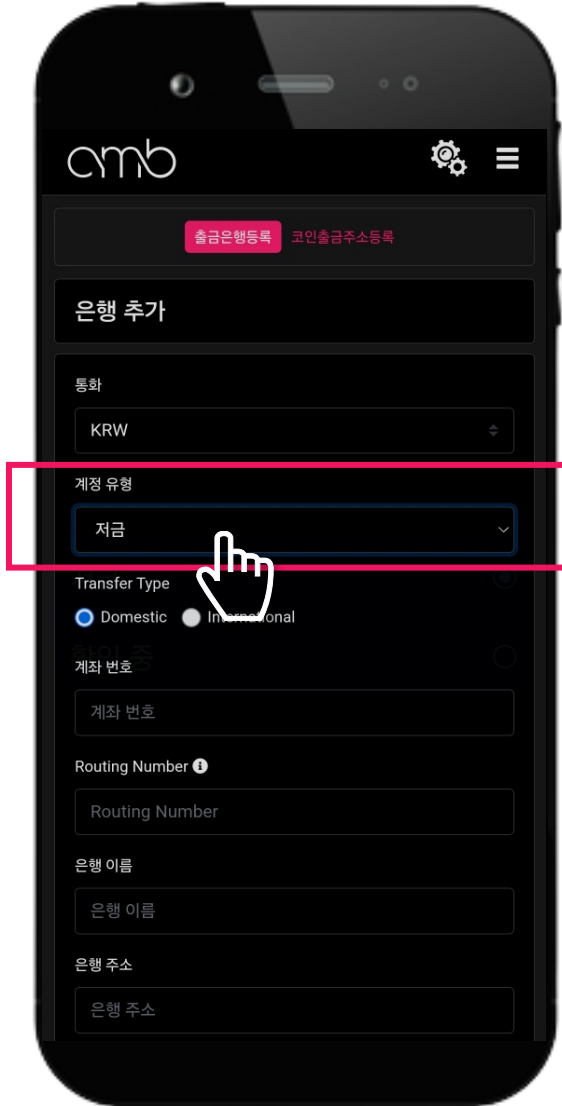 amb
출금은행등록 코인출금주소등록
은행 추가
통화
KRW
계정 유형
저금
Transfer Type
Domestic International
확인 중
계좌 번호
계좌 번호
Routing Number
Routing Number
은행 이름
은행 이름
은행 주소
은행 주소